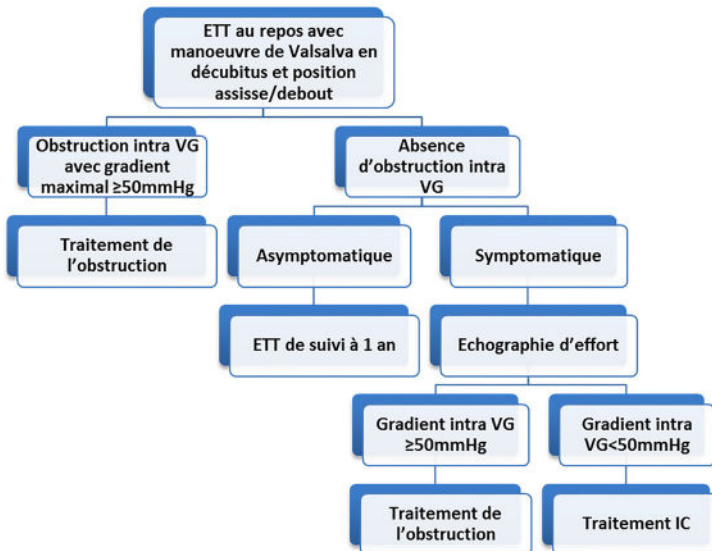 ETT au repos avec
manoeuvre de Valsalva en
décubitus et position
assisse/debout
Obstruction intra VG
avec gradient
maximal ≥50mmHg
Absence
d'obstruction intra
VG
Traitement de
l'obstruction
Asymptomatique
Symptomatique
ETT de suivi à 1 an
Echographie d'effort
Gradient intra VG
≥50mmHg
Gradient intra
VG<50mmHg
Traitement de
l'obstruction
Traitement IC